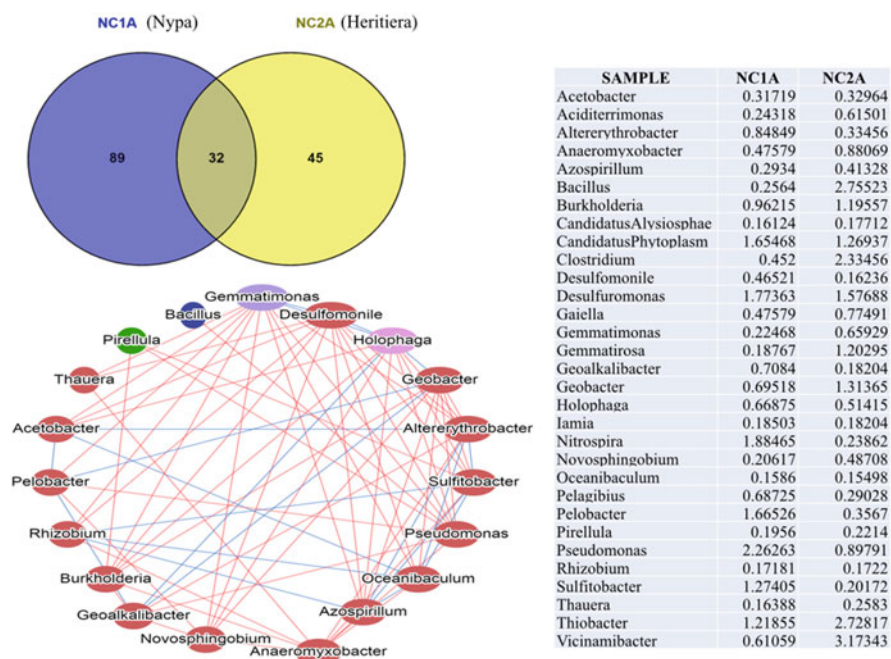 NC1A (Nypa)
NC2A (Heritiera)
89
32
45
Gemmatimonas
Bacillus
Desulfomonile
Pirellula
Holophaga
Thauera
Geobacter
Acetobacter
Altererythrobacter
Pelobacter
Sulfitobacter
Rhizobium
Pseudomonas
Burkholderia
Oceanibaculum
Geoalkalibacter
Azospirillum
Novosphingobium
Anaeromyxobacter
SAMPLE NC1A NC2A
Acetobacter 0.31719 0.32964
Aciditerrimonas 0.24318 0.61501
Altererythrobacter 0.84849 0.33456
Anaeromyxobacter 0.47579 0.88069
Azospirillum 0.2934 0.41328
Bacillus 0.2564 2.75523
Burkholderia 0.96215 1.19557
CandidatusAlysiosphae 0.16124 0.17712
CandidatusPhytoplasm 1.65468 1.26937
Clostridium 0.452 2.33456
Desulfomonile 0.46521 0.16236
Desulfuromonas 1.77363 1.57688
Gaiella 0.47579 0.77491
Gemmatimonas 0.22468 0.65929
Gemmatirosa 0.18767 1.20295
Geoalkalibacter 0.7084 0.18204
Geobacter 0.69518 1.31365
Holophaga 0.66875 0.51415
Iamia 0.18503 0.18204
Nitrospira 1.88465 0.23862
Novosphingobium 0.20617 0.48708
Oceanibaculum 0.1586 0.15498
Pelagibius 0.68725 0.29028
Pelobacter 1.66526 0.3567
Pirellula 0.1956 0.2214
Pseudomonas 2.26263 0.89791
Rhizobium 0.17181 0.1722
Sulfitobacter 1.27405 0.20172
Thauera 0.16388 0.2583
Thiobacter 1.21855 2.72817
Vicinamibacter 0.61059 3.17343